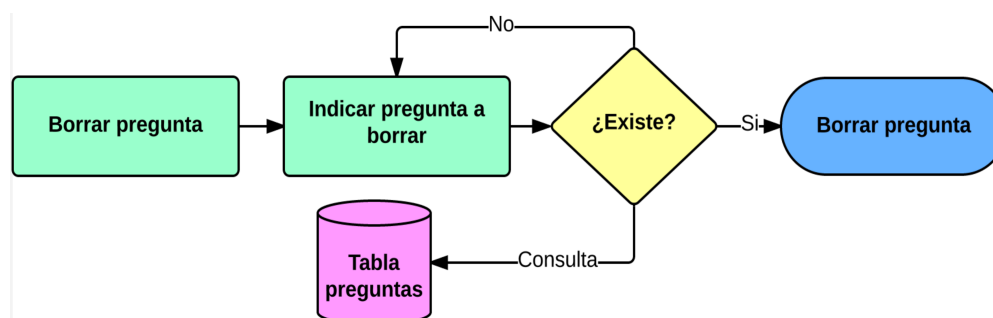 No
Borrar pregunta
Indicar pregunta a
borrar
¿Existe?
Si
Borrar pregunta
Consulta
Tabla
preguntas